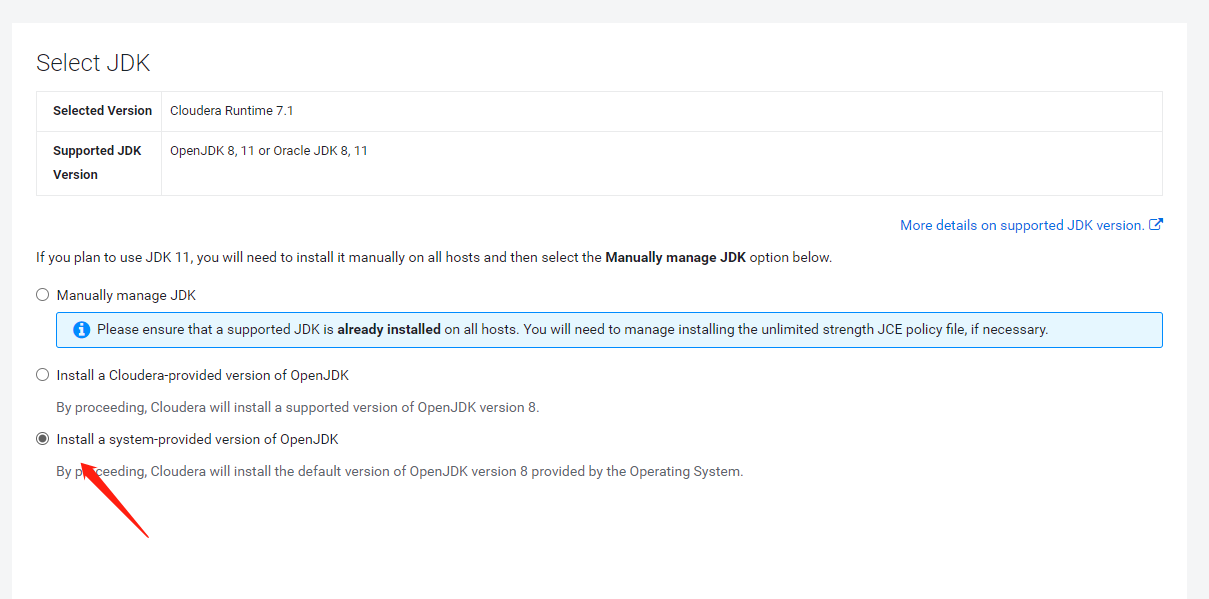 Select JDK
Selected Version Cloudera Runtime 7.1
Supported JDK Version OpenJDK 8, 11 or Oracle JDK 8, 11
More details on supported JDK version.
If you plan to use JDK 11, you will need to install it manually on all hosts and then select the Manually manage JDK option below.
Manually manage JDK
Please ensure that a supported JDK is already installed on all hosts. You will need to manage installing the unlimited strength JCE policy file, if necessary.
Install a Cloudera-provided version of OpenJDK
By proceeding, Cloudera will install a supported version of OpenJDK version 8.
Install a system-provided version of OpenJDK
By proceeding, Cloudera will install the default version of OpenJDK version 8 provided by the Operating System.